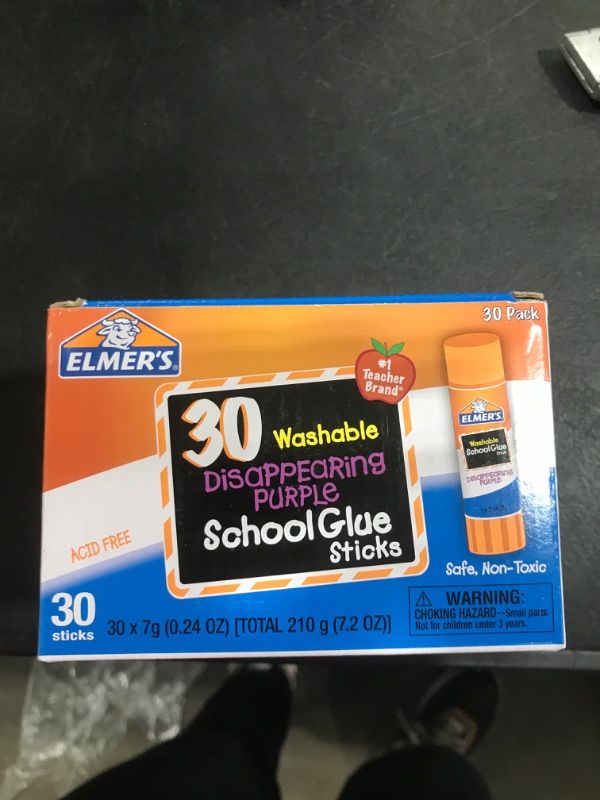 30 Pack
ELMER'S®
#1
Teacher
Brand*
30 Washable
Disappearing
Purple
School Glue
Sticks
ELMER'S
Washable
School Glue
Disappearing
Purple
ACID FREE
Safe, Non-Toxic
30
sticks
30 x 7g (0.24 OZ) [TOTAL 210 g (7.2 OZ)]
WARNING:
CHOKING HAZARD—Small parts.
Not for children under 3 years.